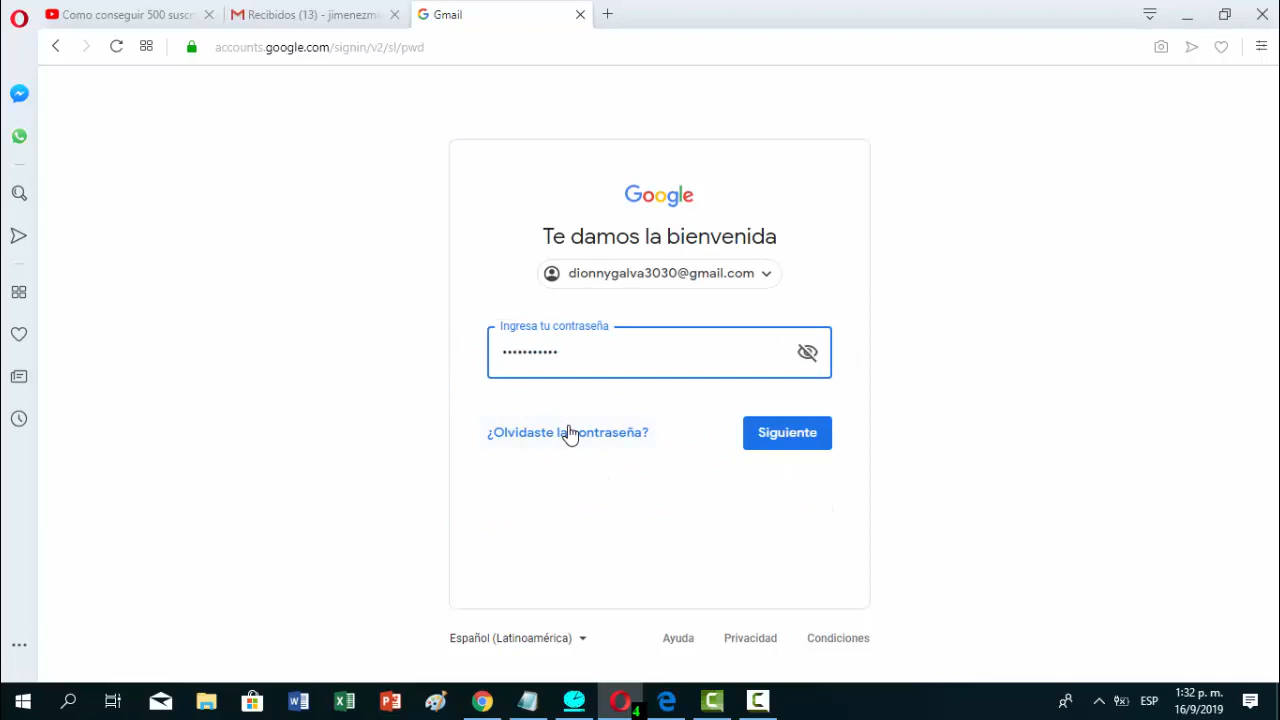 Como conseguir 500 suscr
Recibidos (13) - jimenezmi
Gmail
accounts.google.com/signin/v2/sl/pwd
Google
Te damos la bienvenida
dionnygalva3030@gmail.com
Ingresa tu contraseña
•••••••••••
¿Olvidaste la contraseña?
Siguiente
Español (Latinoamérica)
Ayuda
Privacidad
Condiciones
4
ESP
1:32 p. m.
16/9/2019